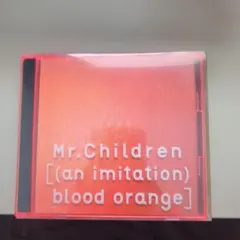 Mr.Children
[(an imitation)
blood orange]